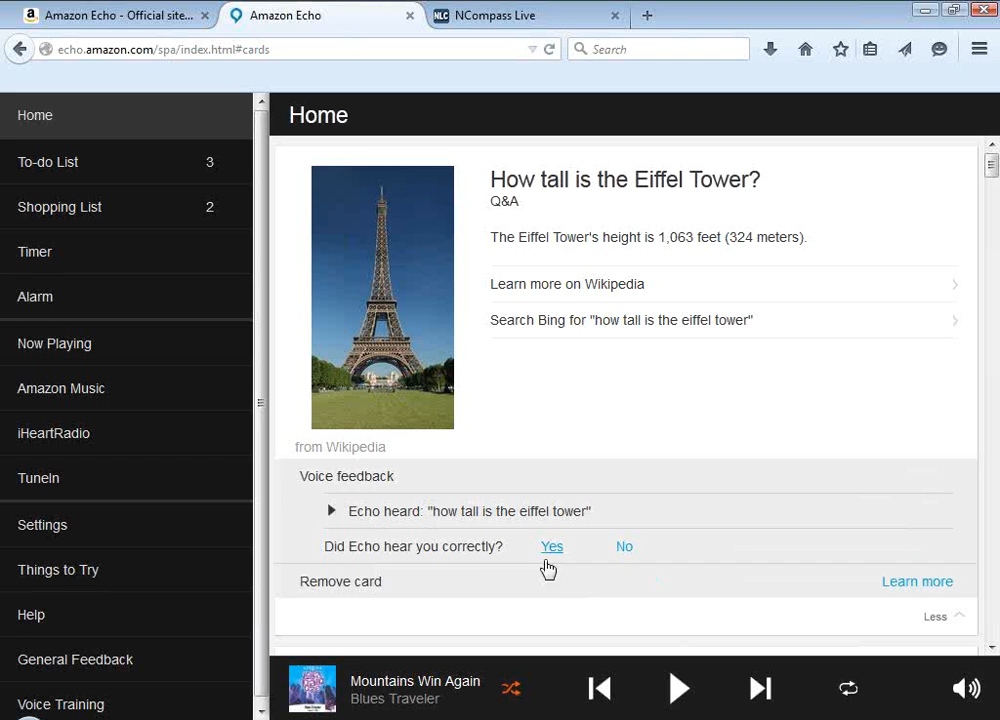 Amazon Echo - Official site...
Amazon Echo
NLC NCompass Live
echo.amazon.com/spa/index.html#cards
Search
Home
To-do List 3
Shopping List 2
Timer
Alarm
Now Playing
Amazon Music
iHeartRadio
TuneIn
Settings
Things to Try
Help
General Feedback
Voice Training
Home
How tall is the Eiffel Tower?
Q&A
The Eiffel Tower's height is 1,063 feet (324 meters).
Learn more on Wikipedia
Search Bing for "how tall is the eiffel tower"
from Wikipedia
Voice feedback
Echo heard: "how tall is the eiffel tower"
Did Echo hear you correctly? Yes No
Remove card Learn more
Less
Mountains Win Again
Blues Traveler